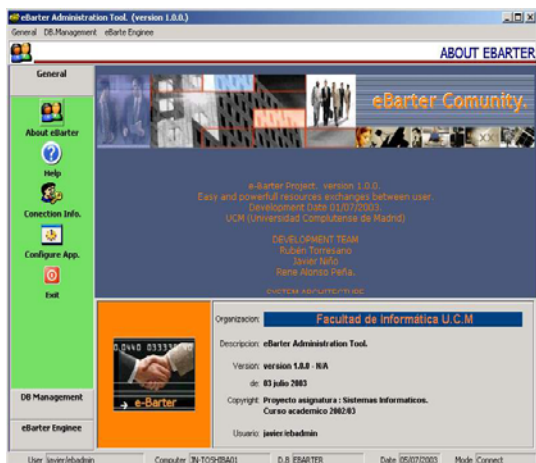 eBarter Administration Tool. (version 1.0.0.)
General DB.Management eBarte Enginee
ABOUT EBARTER
General
About eBarter
Help
Conection Info.
Configure App.
Exit
DB Management
eBarter Enginee
eBarter Comunity.
e-Barter Project. version 1.0.0.
Easy and powerfull resources exchanges between user.
Development Date 01/07/2003.
UCM (Universidad Complutense de Madrid)
DEVELOPMENT TEAM
Rubén Torresano
Javier Niño
Rene Alonso Peña.
SYSTEM ARCHITECTURE
e-Barter
Organizacion: Facultad de Informática U.C.M
Descripcion: eBarter Administration Tool.
Version: version 1.0.0 - N/A
de: 03 julio 2003
Copyright: Proyecto asignatura : Sistemas Informaticos.
Curso academico 2002/03
Usuario: javier/ebadmin
User javier/ebadmin Computer JN-TOSHIBA01 D.B EBARTER Date 05/07/2003 Mode Connect